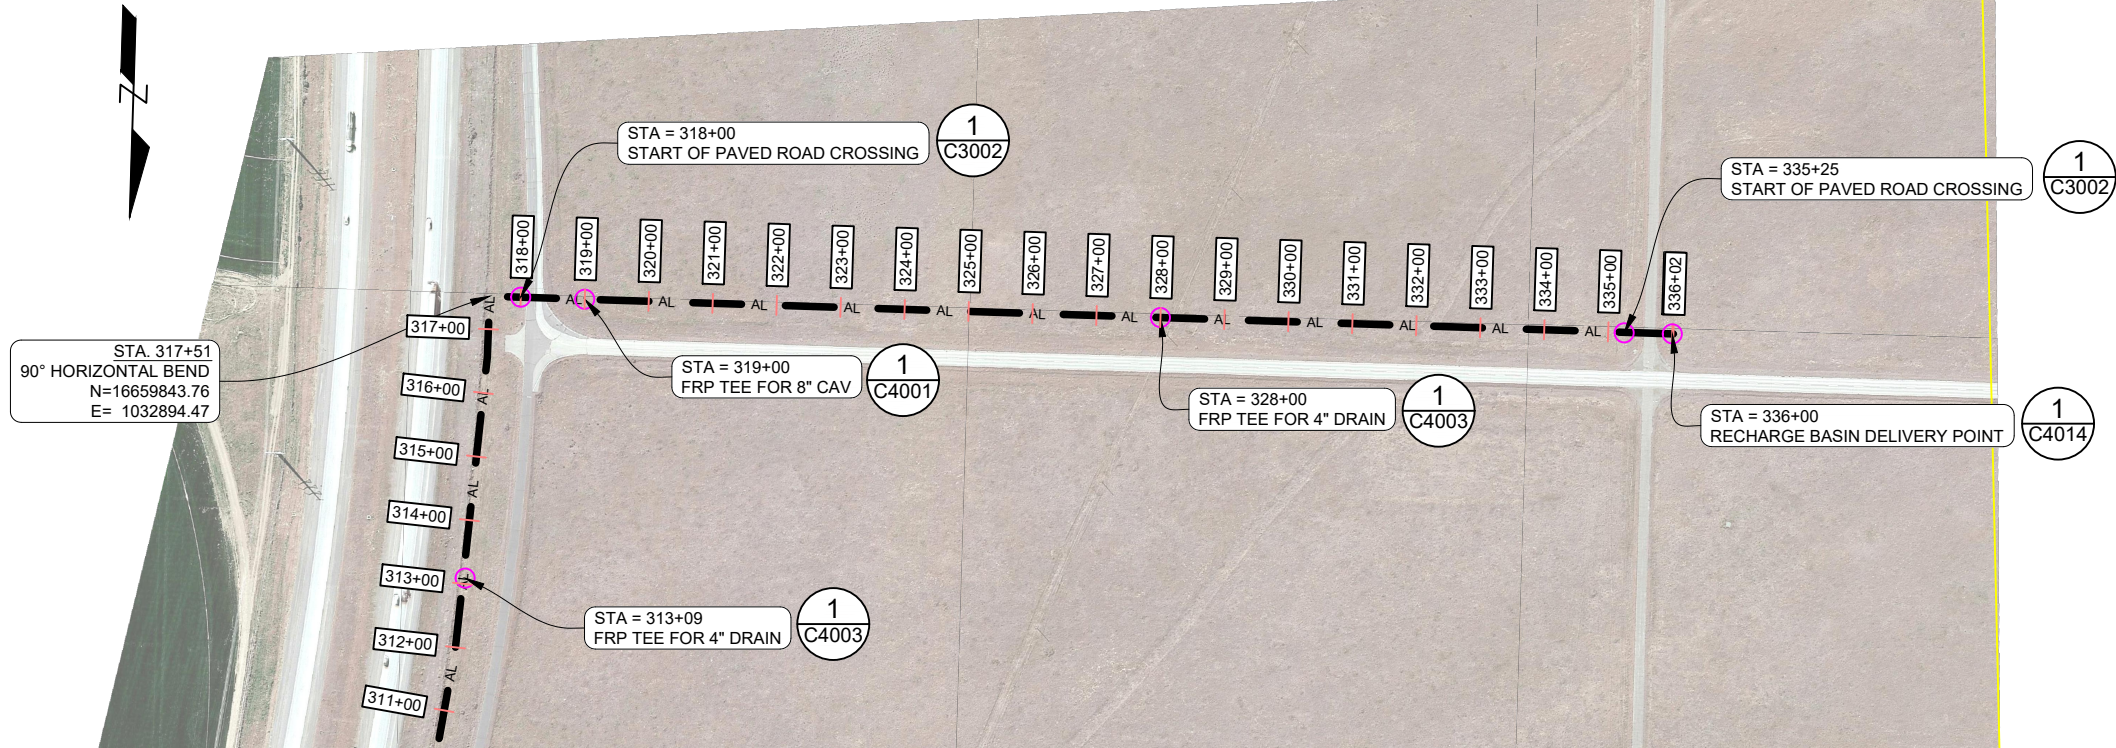 Z
STA = 318+00
START OF PAVED ROAD CROSSING
1
C3002
STA = 335+25
START OF PAVED ROAD CROSSING
1
C3002
318+00
319+00
320+00
321+00
322+00
323+00
324+00
325+00
326+00
327+00
328+00
329+00
330+00
331+00
332+00
333+00
334+00
335+00
336+02
AL
AL
AL
AL
AL
AL
AL
AL
AL
AL
AL
AL
AL
317+00
STA. 317+51
90° HORIZONTAL BEND
N=16659843.76
E= 1032894.47
316+00
AL
STA = 319+00
FRP TEE FOR 8" CAV
1
C4001
STA = 328+00
FRP TEE FOR 4" DRAIN
1
C4003
STA = 336+00
RECHARGE BASIN DELIVERY POINT
1
C4014
315+00
AL
314+00
313+00
AL
STA = 313+09
FRP TEE FOR 4" DRAIN
1
C4003
312+00
AL
311+00